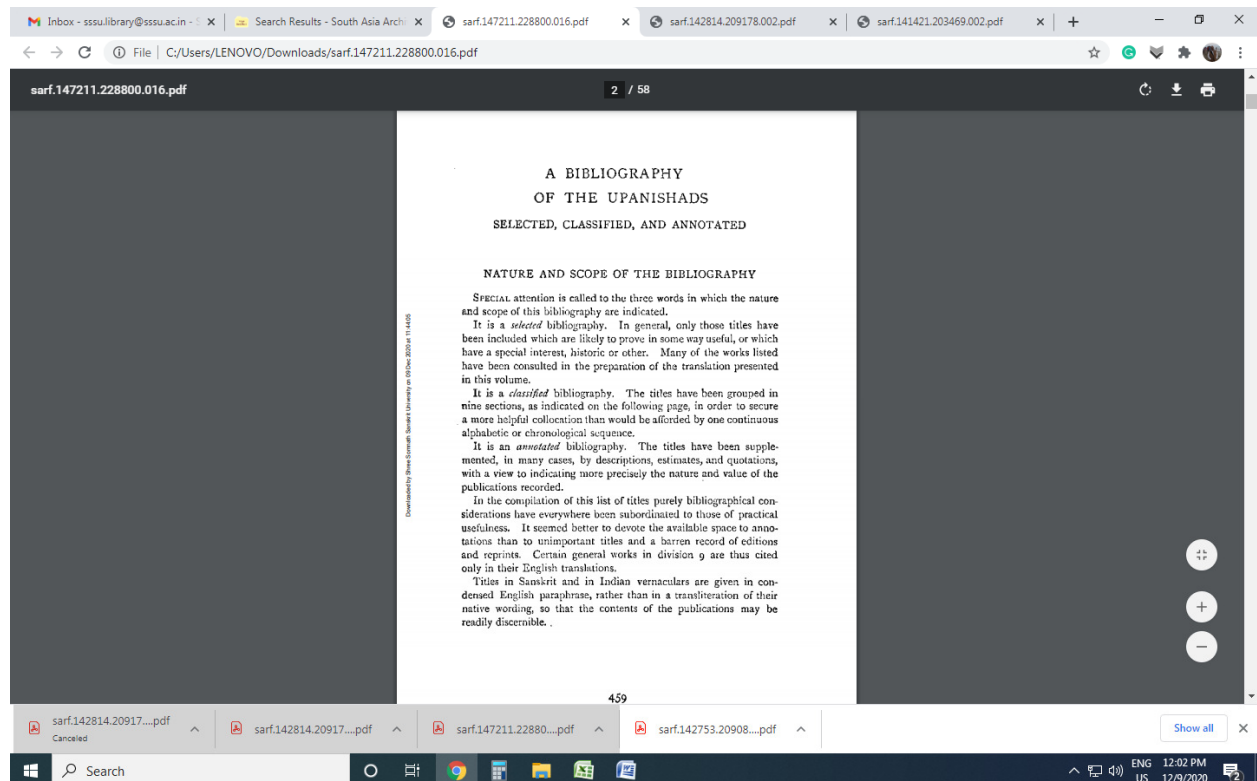 Inbox - sssu.library@sssu.ac.in - S
Search Results - South Asia Archi
sarf.147211.228800.016.pdf
sarf.142814.209178.002.pdf
sarf.141421.203469.002.pdf
File | C:/Users/LENOVO/Downloads/sarf.147211.228800.016.pdf
sarf.147211.228800.016.pdf
2 / 58
A BIBLIOGRAPHY
OF THE UPANISHADS
SELECTED, CLASSIFIED, AND ANNOTATED
NATURE AND SCOPE OF THE BIBLIOGRAPHY
SPECIAL attention is called to the three words in which the nature
and scope of this bibliography are indicated.
It is a selected bibliography. In general, only those titles have
been included which are likely to prove in some way useful, or which
have a special interest, historic or other. Many of the works listed
have been consulted in the preparation of the translation presented
in this volume.
It is a classified bibliography. The titles have been grouped in
nine sections, as indicated on the following page, in order to secure
a more helpful collocation than would be afforded by one continuous
alphabetic or chronological sequence.
It is an annotated bibliography. The titles have been supple-
mented, in many cases, by descriptions, estimates, and quotations,
with a view to indicating more precisely the nature and value of the
publications recorded.
In the compilation of this list of titles purely bibliographical con-
siderations have everywhere been subordinated to those of practical
usefulness. It seemed better to devote the available space to anno-
tations than to unimportant titles and a barren record of editions
and reprints. Certain general works in division 9 are thus cited
only in their English translations.
Titles in Sanskrit and in Indian vernaculars are given in con-
densed English paraphrase, rather than in a transliteration of their
native wording, so that the contents of the publications may be
readily discernible.
459
Downloaded by Shree Somnath Sanskrit University on 09 Dec 2020 at 11:44:05
sarf.142814.20917....pdf
Canceled
sarf.142814.20917....pdf
sarf.147211.22880....pdf
sarf.142753.20908....pdf
Show all
Search
ENG
US
12:02 PM
12/9/2020
2